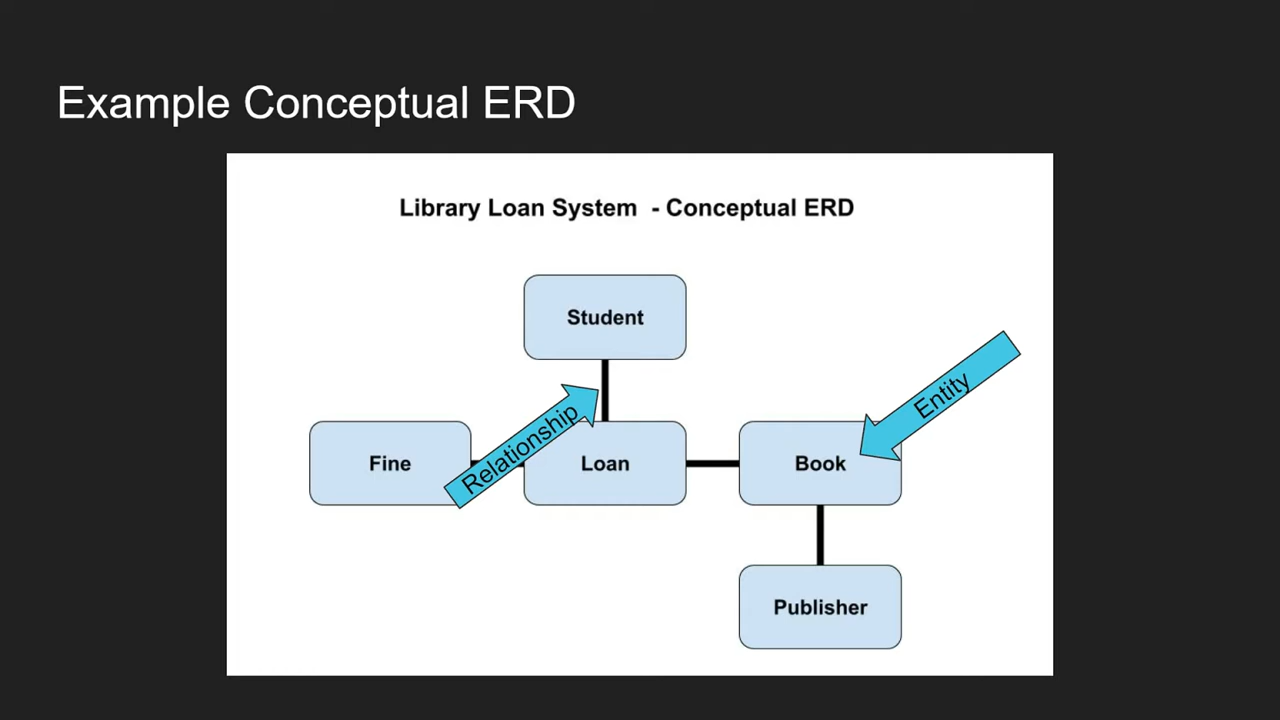 Example Conceptual ERD
Library Loan System - Conceptual ERD
Student
Entity
Relationship
Fine
Loan
Book
Publisher